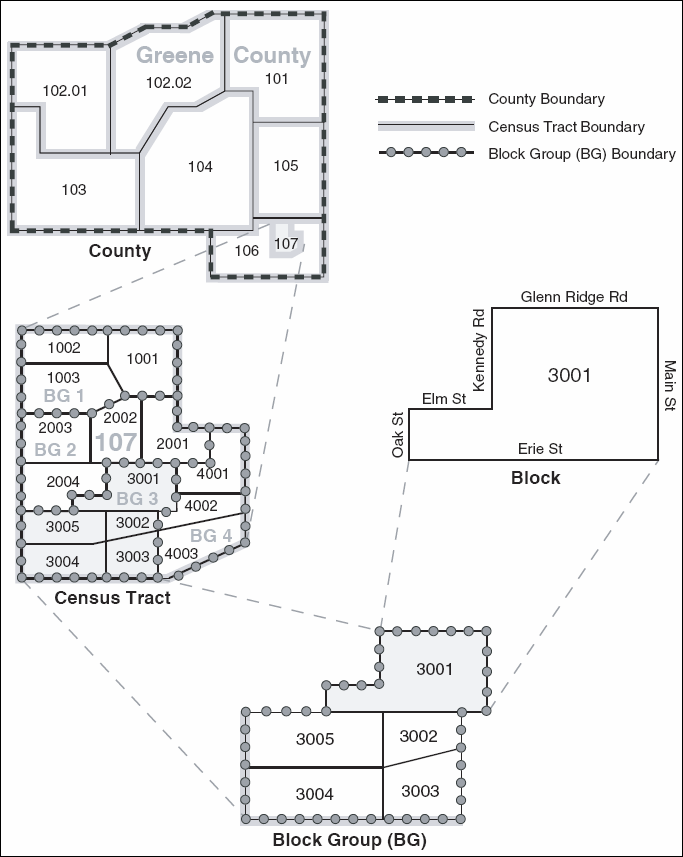 Greene County
102.01
102.02
101
103
104
105
106
107
County
County Boundary
Census Tract Boundary
Block Group (BG) Boundary
Glenn Ridge Rd
Kennedy Rd
3001
Main St
Elm St
Oak St
Erie St
Block
1002
1001
1003
BG 1
2003
2002
BG 2
107
2001
2004
3001
4001
BG 3
4002
3005
3002
BG 4
3004
3003
4003
Census Tract
3001
3005
3002
3004
3003
Block Group (BG)